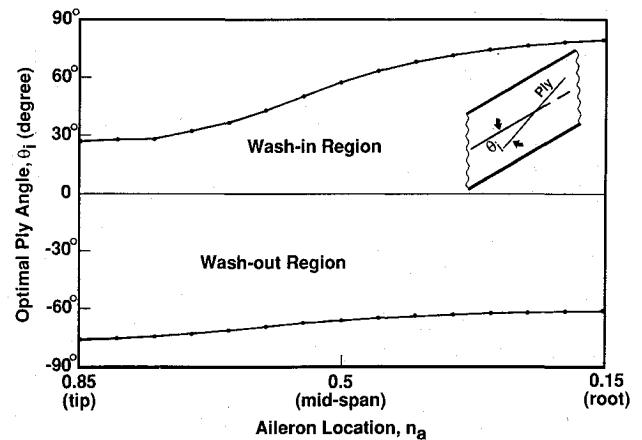 Optimal Ply Angle, θi (degree)
90°
60°
30°
0
-30°
-60°
-90°
Wash-in Region
Wash-out Region
Ply
θi
0.85
(tip)
0.5
(mid-span)
0.15
(root)
Aileron Location, na